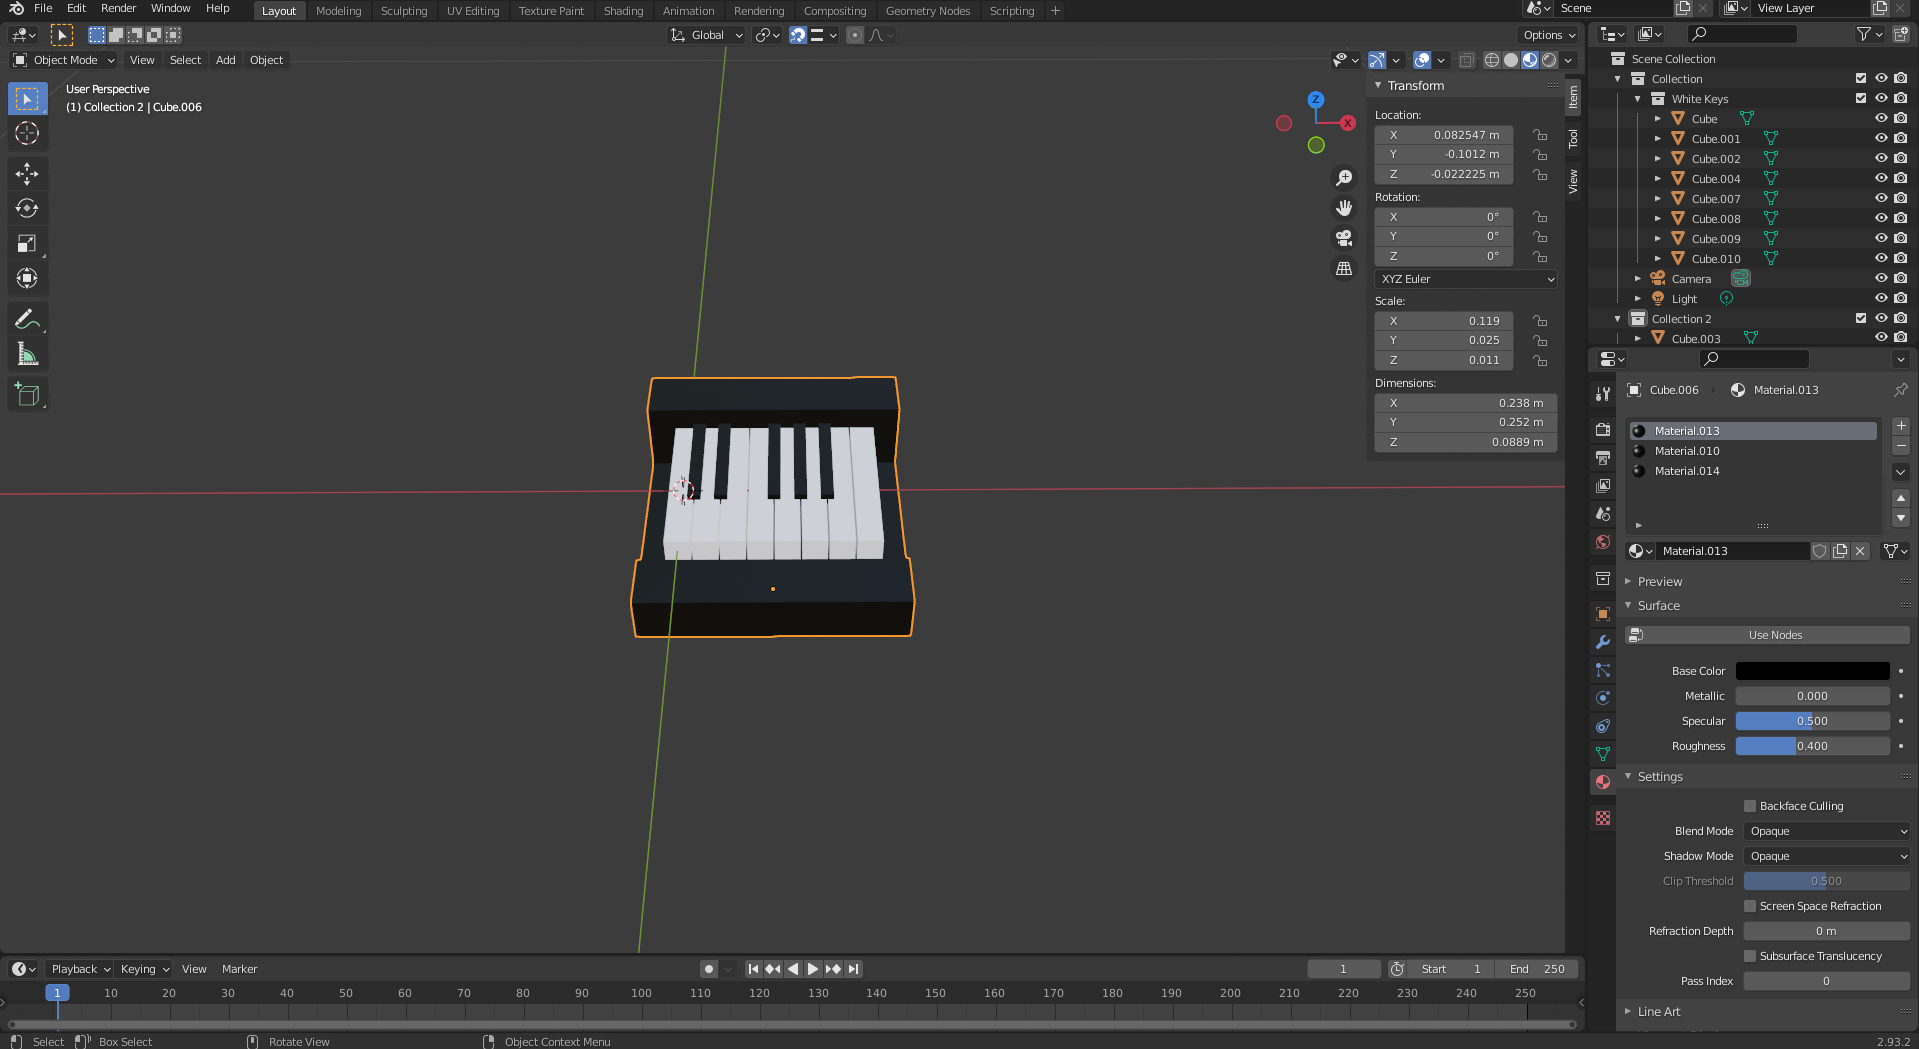 File Edit Render Window Help Layout Modeling Sculpting UV Editing Texture Paint Shading Animation Rendering Compositing Geometry Nodes Scripting + Scene View Layer
Global Options
Object Mode View Select Add Object
User Perspective
(1) Collection 2 | Cube.006
Z
X
Transform
Location:
X 0.082547 m
Y -0.1012 m
Z -0.022225 m
Rotation:
X 0°
Y 0°
Z 0°
XYZ Euler
Scale:
X 0.119
Y 0.025
Z 0.011
Dimensions:
X 0.238 m
Y 0.252 m
Z 0.0889 m
Item
Tool
View
Scene Collection
Collection
White Keys
Cube
Cube.001
Cube.002
Cube.004
Cube.007
Cube.008
Cube.009
Cube.010
Camera
Light
Collection 2
Cube.003
Cube.006 Material.013
Material.013
Material.010
Material.014
Material.013
Preview
Surface
Use Nodes
Base Color
Metallic 0.000
Specular 0.500
Roughness 0.400
Settings
Backface Culling
Blend Mode Opaque
Shadow Mode Opaque
Clip Threshold 0.500
Screen Space Refraction
Refraction Depth 0 m
Subsurface Translucency
Pass Index 0
Line Art
Playback Keying View Marker 1 Start 1 End 250
1 10 20 30 40 50 60 70 80 90 100 110 120 130 140 150 160 170 180 190 200 210 220 230 240 250
Select Box Select Rotate View Object Context Menu 2.93.2